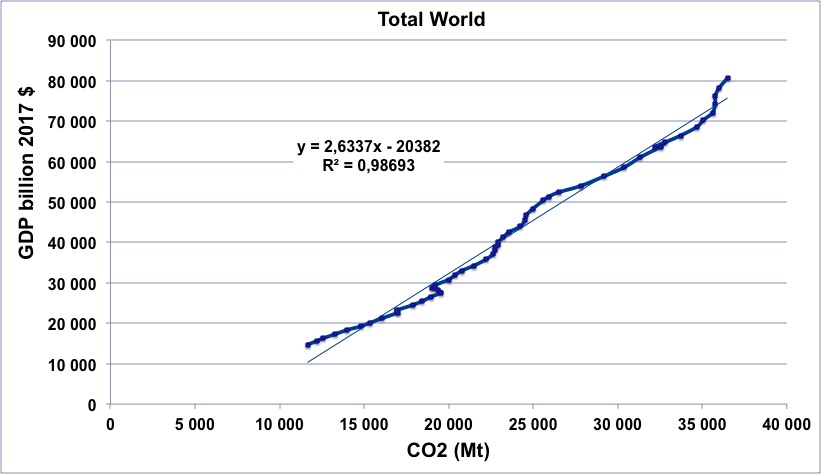 Total World
90 000
80 000
70 000
60 000
50 000
40 000
30 000
20 000
10 000
0
GDP billion 2017 $
y = 2,6337x - 20382
R² = 0,98693
0 5 000 10 000 15 000 20 000 25 000 30 000 35 000 40 000
CO2 (Mt)